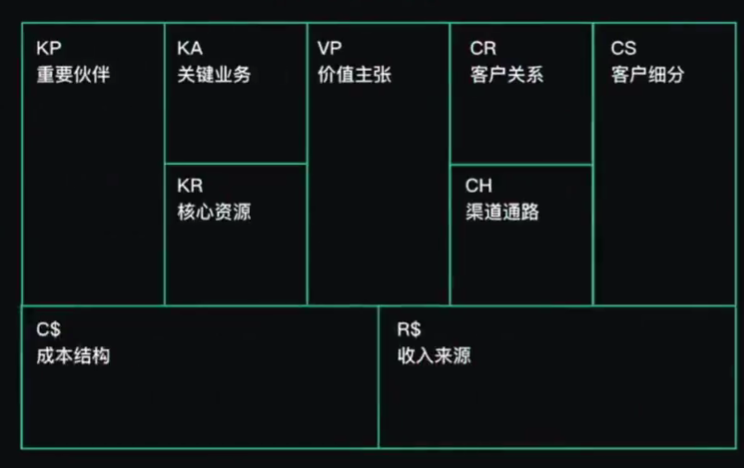 KP
重要伙伴
KA
关键业务
VP
价值主张
CR
客户关系
CS
客户细分
KR
核心资源
CH
渠道通路
C$
成本结构
R$
收入来源